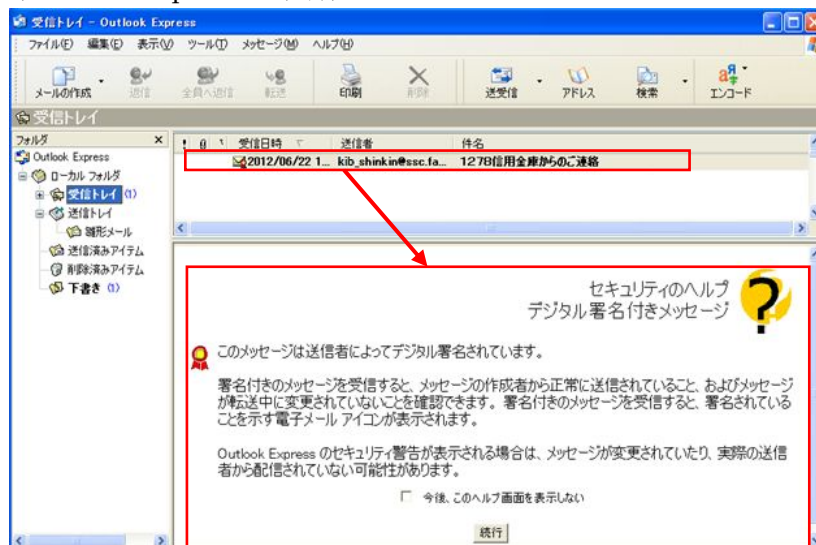 受信トレイ - Outlook Express
ファイル(F) 編集(E) 表示(V) ツール(T) メッセージ(M) ヘルプ(H)
メールの作成 返信 全員へ返信 転送 印刷 削除 送受信 アドレス 検索 エンコード
受信トレイ
フォルダ ×
! 受信日時 送信者 件名
2012/06/22 1... kib_shinkin@ssc.fa... 1278信用金庫からのご連絡
Outlook Express
ローカル フォルダ
受信トレイ (1)
送信トレイ
雛形メール
送信済みアイテム
削除済みアイテム
下書き (1)
セキュリティのヘルプ
デジタル署名付きメッセージ
このメッセージは送信者によってデジタル署名されています。
署名付きのメッセージを受信すると、メッセージの作成者から正常に送信されていること、およびメッセージ
が転送中に変更されていないことを確認できます。署名付きのメッセージを受信すると、署名されている
ことを示す電子メール アイコンが表示されます。
Outlook Express のセキュリティ警告が表示される場合は、メッセージが変更されていたり、実際の送信
者から配信されていない可能性があります。
今後、このヘルプ画面を表示しない
続行